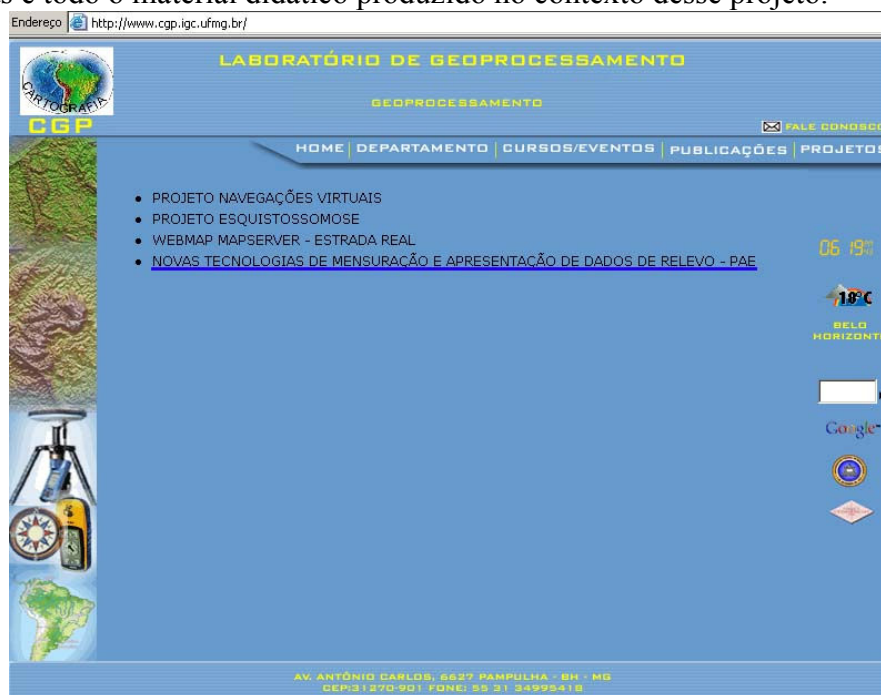 s e todo o material didático produzido no contexto desse projeto.
Endereço http://www.cgp.igc.ufmg.br/
LABORATÓRIO DE GEOPROCESSAMENTO
GEOPROCESSAMENTO
CARTOGRAFIA
CGP
FALE CONOSCO
HOME | DEPARTAMENTO | CURSOS/EVENTOS | PUBLICAÇÕES | PROJETOS
• PROJETO NAVEGAÇÕES VIRTUAIS
• PROJETO ESQUISTOSSOMOSE
• WEBMAP MAPSERVER - ESTRADA REAL
• NOVAS TECNOLOGIAS DE MENSURAÇÃO E APRESENTAÇÃO DE DADOS DE RELEVO - PAE
06 19
18°C
BELO
HORIZONT
Google
AV. ANTÔNIO CARLOS, 6627 PAMPULHA - BH - MG
CEP:31270-901 FONE: 55 31 34995418